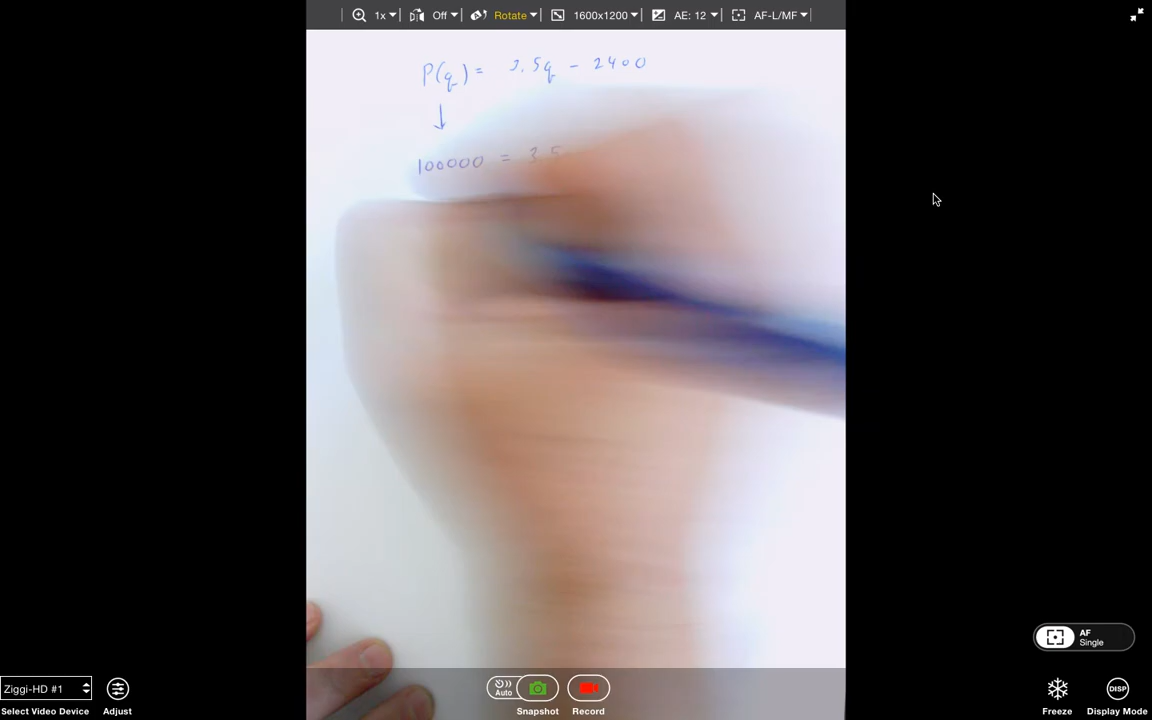 1x Off Rotate 1600x1200 AE: 12 AF-L/MF
P(q) = 3.5q - 2400
↓
100000 = 3.5
AF
Single
Ziggi-HD #1
Auto
Select Video Device Adjust Snapshot Record Freeze Display Mode
DISP